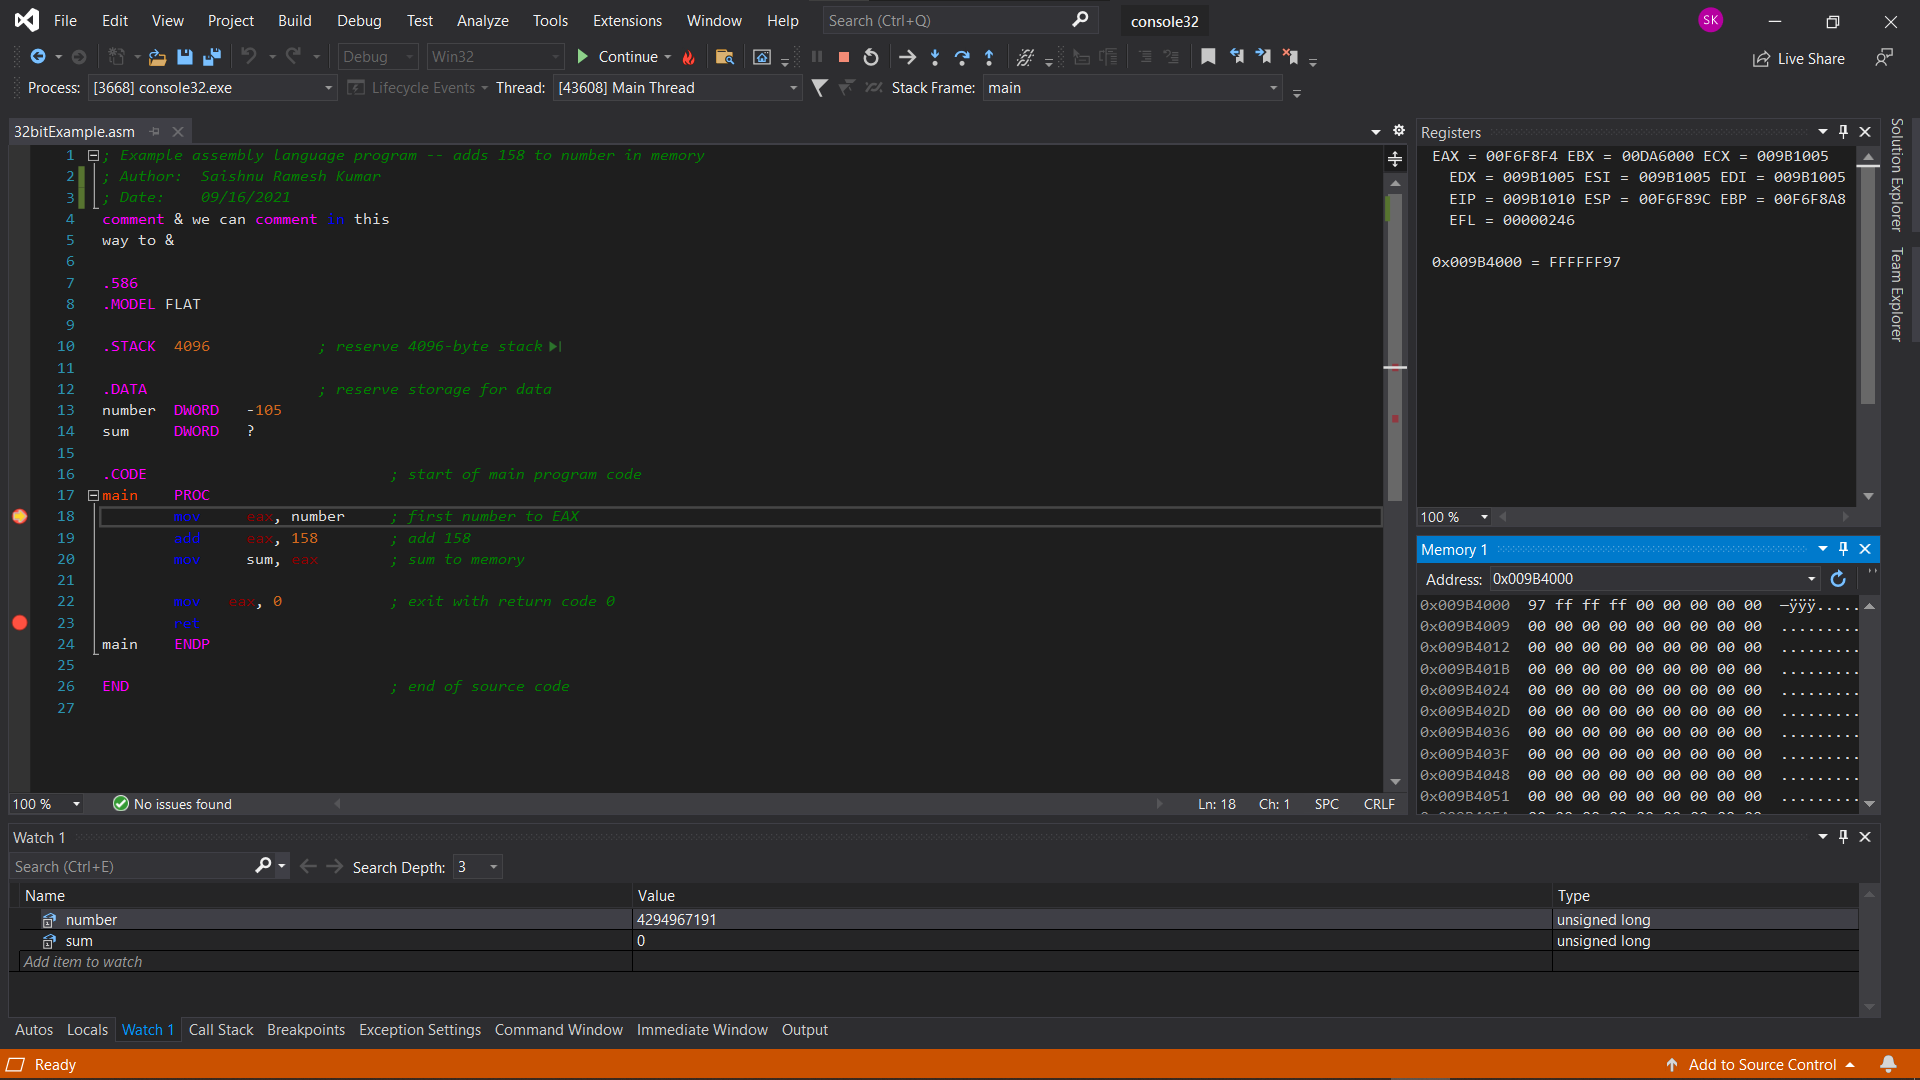 File Edit View Project Build Debug Test Analyze Tools Extensions Window Help Search (Ctrl+Q) console32 SK
Debug Win32 Continue Live Share
Process: [3668] console32.exe Lifecycle Events Thread: [43608] Main Thread Stack Frame: main
32bitExample.asm
1 ; Example assembly language program -- adds 158 to number in memory
2 ; Author: Saishnu Ramesh Kumar
3 ; Date: 09/16/2021
4 comment & we can comment in this
5 way to &
6
7 .586
8 .MODEL FLAT
9
10 .STACK 4096 ; reserve 4096-byte stack
11
12 .DATA ; reserve storage for data
13 number DWORD -105
14 sum DWORD ?
15
16 .CODE ; start of main program code
17 main PROC
18 mov eax, number ; first number to EAX
19 add eax, 158 ; add 158
20 mov sum, eax ; sum to memory
21
22 mov eax, 0 ; exit with return code 0
23 ret
24 main ENDP
25
26 END ; end of source code
27
100 % No issues found Ln: 18 Ch: 1 SPC CRLF
Registers
EAX = 00F6F8F4 EBX = 00DA6000 ECX = 009B1005
EDX = 009B1005 ESI = 009B1005 EDI = 009B1005
EIP = 009B1010 ESP = 00F6F89C EBP = 00F6F8A8
EFL = 00000246
0x009B4000 = FFFFFF97
100 %
Memory 1
Address: 0x009B4000
0x009B4000 97 ff ff ff 00 00 00 00 00 —ÿÿÿ.....
0x009B4009 00 00 00 00 00 00 00 00 00 .........
0x009B4012 00 00 00 00 00 00 00 00 00 .........
0x009B401B 00 00 00 00 00 00 00 00 00 .........
0x009B4024 00 00 00 00 00 00 00 00 00 .........
0x009B402D 00 00 00 00 00 00 00 00 00 .........
0x009B4036 00 00 00 00 00 00 00 00 00 .........
0x009B403F 00 00 00 00 00 00 00 00 00 .........
0x009B4048 00 00 00 00 00 00 00 00 00 .........
0x009B4051 00 00 00 00 00 00 00 00 00 .........
Solution Explorer
Team Explorer
Watch 1
Search (Ctrl+E) Search Depth: 3
Name Value Type
number 4294967191 unsigned long
sum 0 unsigned long
Add item to watch
Autos Locals Watch 1 Call Stack Breakpoints Exception Settings Command Window Immediate Window Output
Ready Add to Source Control